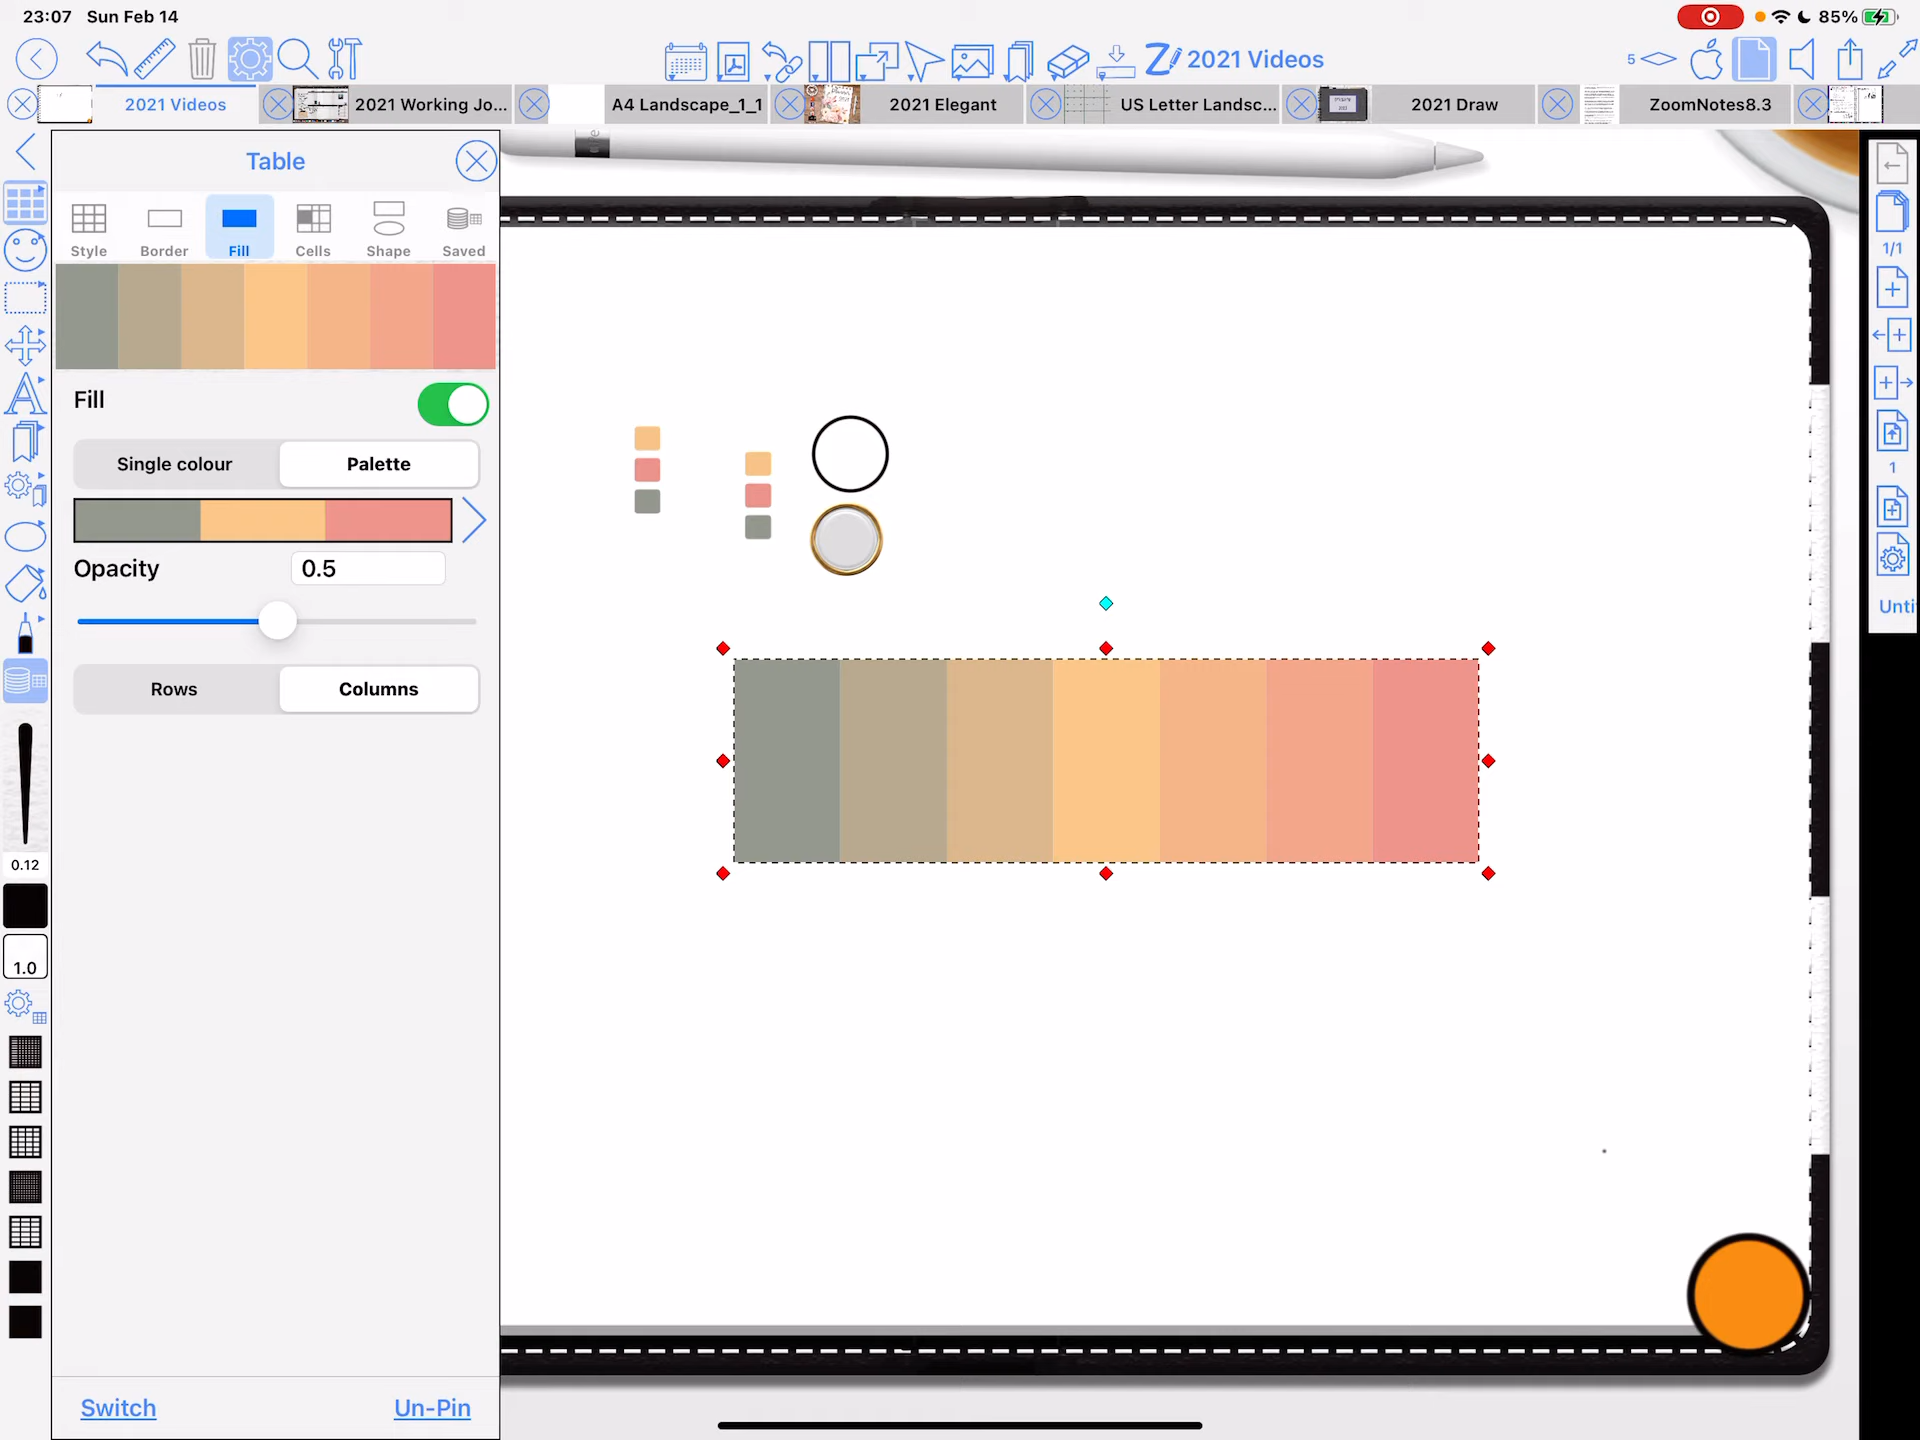 23:07 Sun Feb 14
85%
2021 Videos
5
2021 Videos
2021 Working Jo...
A4 Landscape_1_1
2021 Elegant
US Letter Landsc...
2021 Draw
ZoomNotes8.3
Table
Style
Border
Fill
Cells
Shape
Saved
Fill
Single colour
Palette
Opacity
0.5
Rows
Columns
0.12
1.0
1/1
1
Unti
Switch
Un-Pin